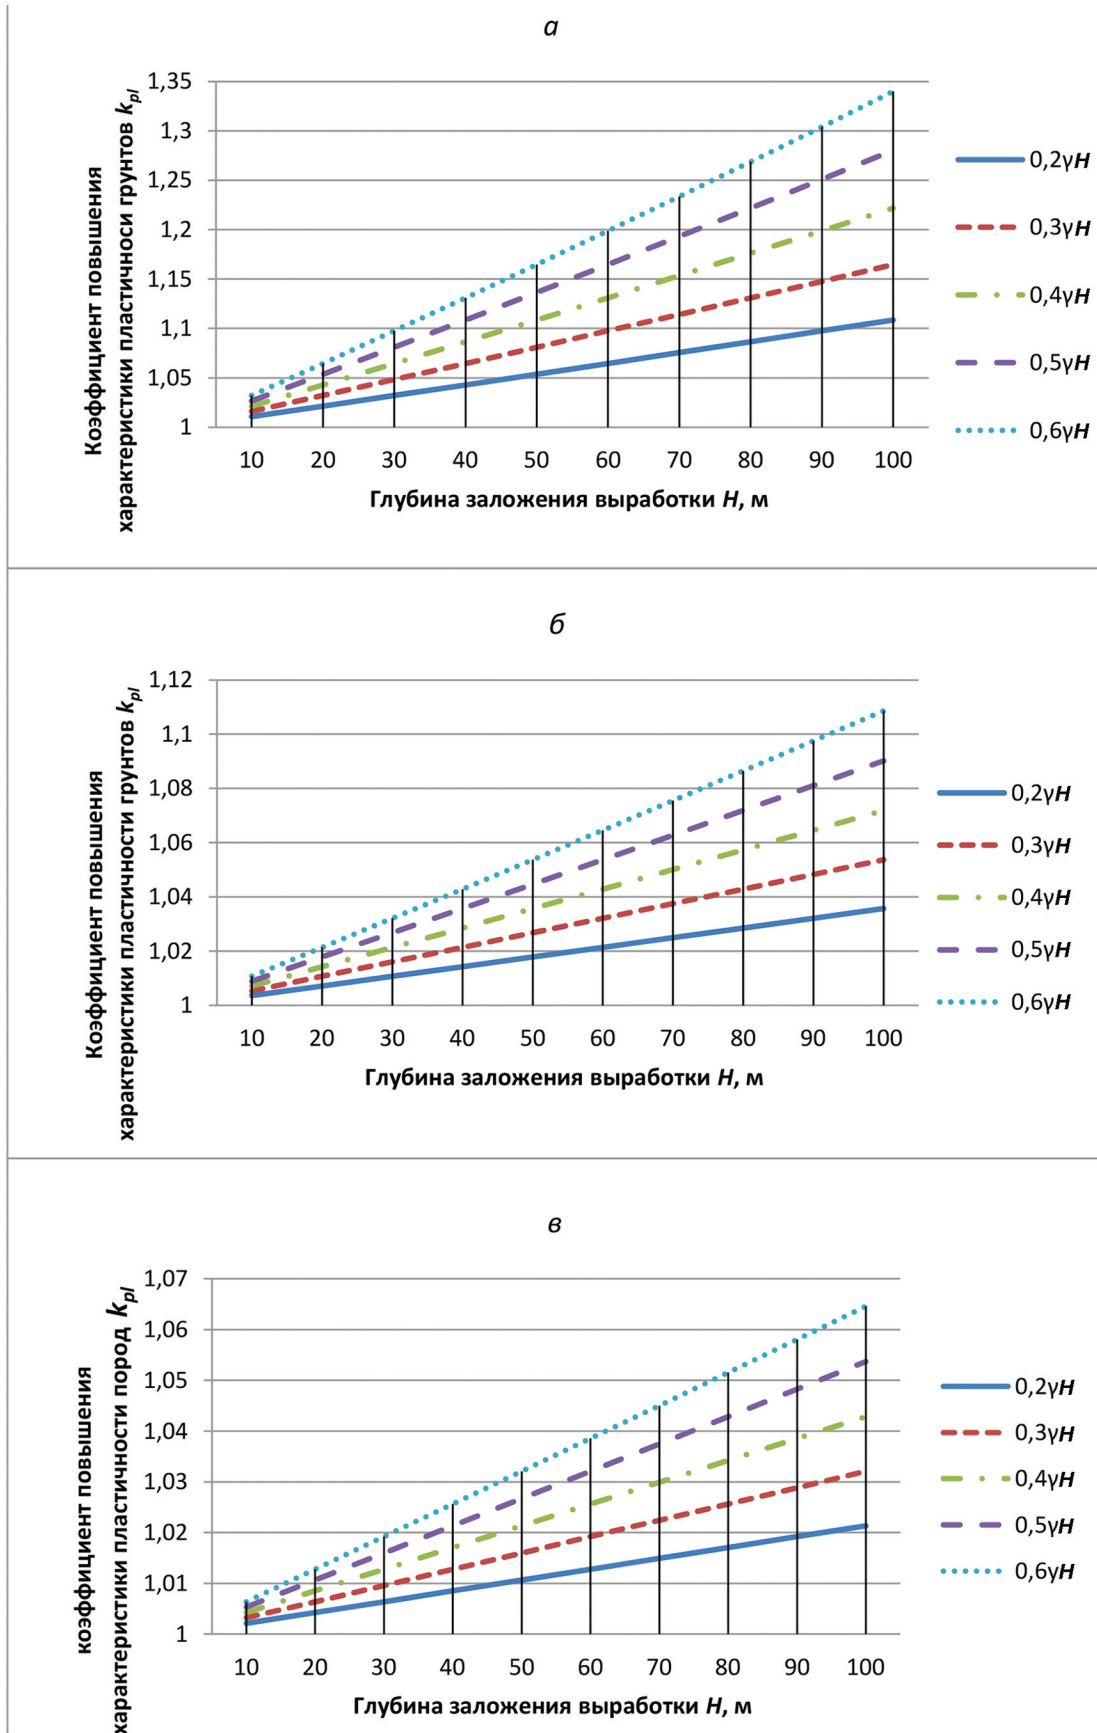 а
Коэффициент повышения
характеристики пластичноси грунтов k_pl
1,35
1,3
1,25
1,2
1,15
1,1
1,05
1
10 20 30 40 50 60 70 80 90 100
Глубина заложения выработки H, м
0,2γH
0,3γH
0,4γH
0,5γH
0,6γH
б
Коэффициент повышения
характеристики пластичности грунтов k_pl
1,12
1,1
1,08
1,06
1,04
1,02
1
10 20 30 40 50 60 70 80 90 100
Глубина заложения выработки H, м
0,2γH
0,3γH
0,4γH
0,5γH
0,6γH
в
коэффициент повышения
характеристики пластичности пород k_pl
1,07
1,06
1,05
1,04
1,03
1,02
1,01
1
10 20 30 40 50 60 70 80 90 100
Глубина заложения выработки H, м
0,2γH
0,3γH
0,4γH
0,5γH
0,6γH